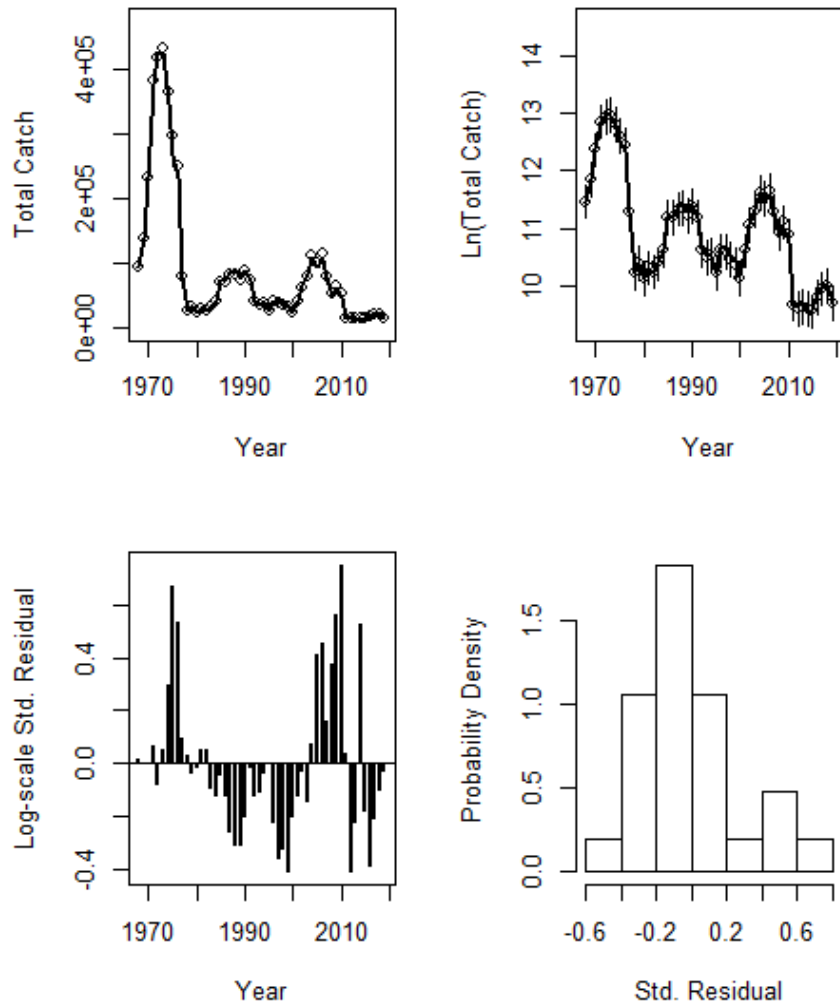 Total Catch
0e+00 2e+05 4e+05
1970 1990 2010
Year
Ln(Total Catch)
10 11 12 13 14
1970 1990 2010
Year
Log-scale Std. Residual
-0.4 0.0 0.4
1970 1990 2010
Year
Probability Density
0.0 0.5 1.0 1.5
-0.6 -0.2 0.2 0.6
Std. Residual